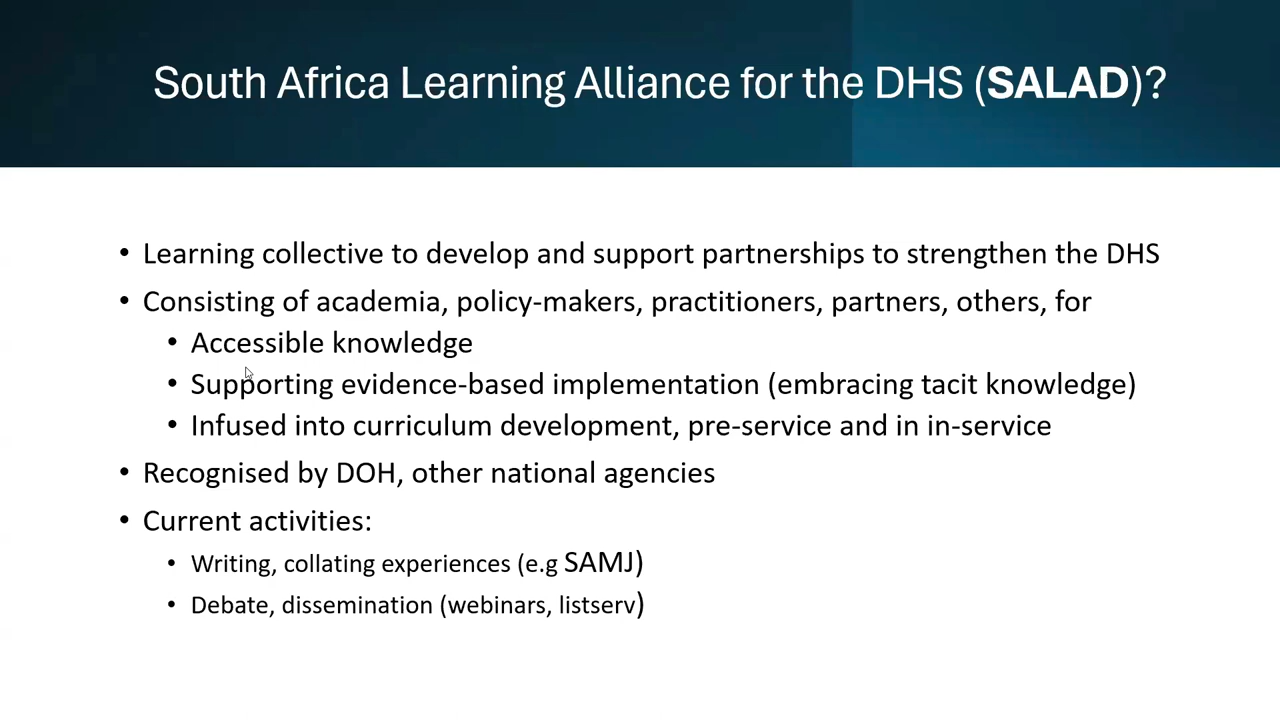 South Africa Learning Alliance for the DHS (SALAD)?
• Learning collective to develop and support partnerships to strengthen the DHS
• Consisting of academia, policy-makers, practitioners, partners, others, for
• Accessible knowledge
• Supporting evidence-based implementation (embracing tacit knowledge)
• Infused into curriculum development, pre-service and in in-service
• Recognised by DOH, other national agencies
• Current activities:
• Writing, collating experiences (e.g SAMJ)
• Debate, dissemination (webinars, listserv)